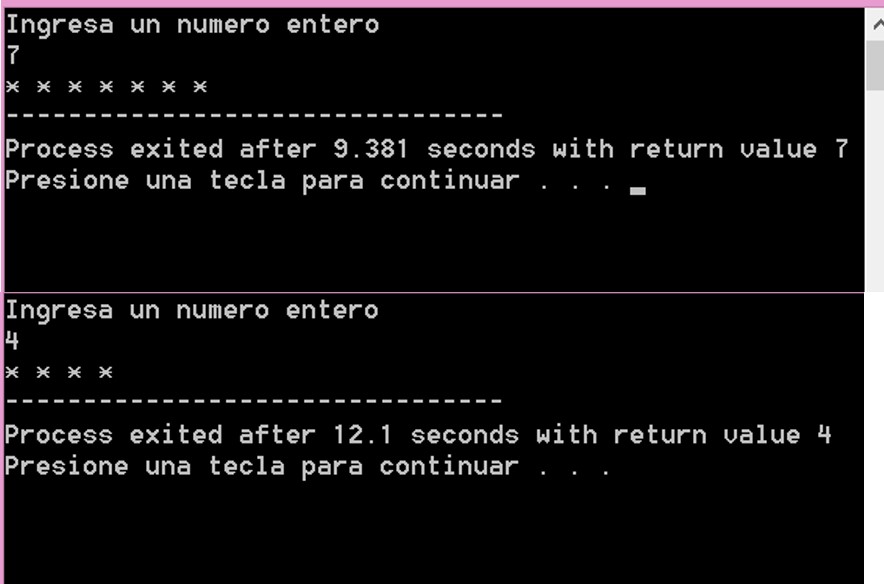 Ingresa un numero entero
7
* * * * * * *
--------------------------------
Process exited after 9.381 seconds with return value 7
Presione una tecla para continuar . . . _
Ingresa un numero entero
4
* * * *
--------------------------------
Process exited after 12.1 seconds with return value 4
Presione una tecla para continuar . . .